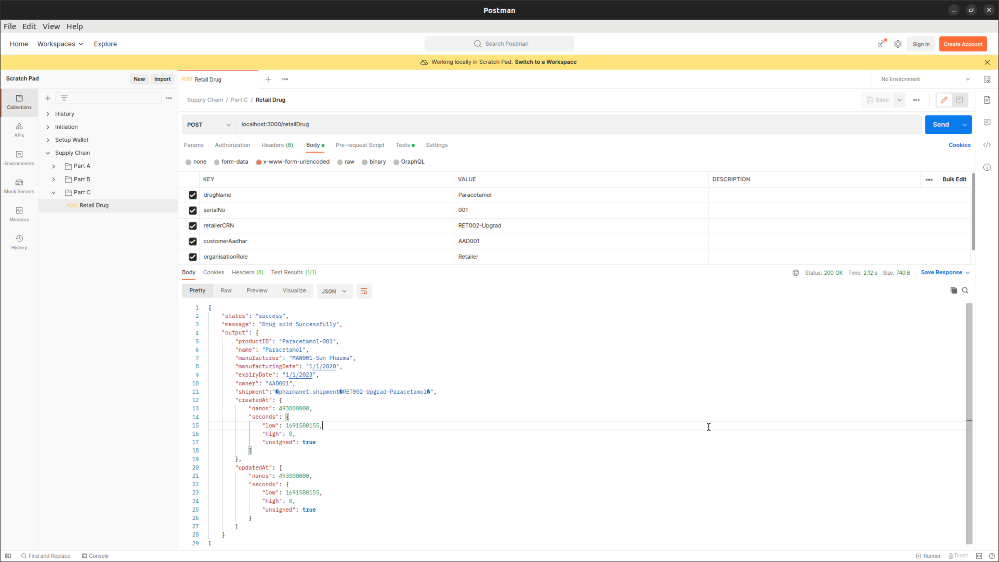 Postman
File Edit View Help
Home Workspaces Explore
Search Postman
Sign In Create Account
Working locally in Scratch Pad. Switch to a Workspace
Scratch Pad New Import
POST Retail Drug
No Environment
Collections
APIs
Environments
Mock Servers
Monitors
History
History
Initiation
Setup Wallet
Supply Chain
Part A
Part B
Part C
POST Retail Drug
Supply Chain / Part C / Retail Drug
Save
POST localhost:3000/retailDrug Send
Params Authorization Headers (8) Body Pre-request Script Tests Settings Cookies
none form-data x-www-form-urlencoded raw binary GraphQL
KEY VALUE DESCRIPTION Bulk Edit
drugName Paracetamol
serialNo 001
retailerCRN RET002-Upgrad
customerAadhar AAD001
organisationRole Retailer
Body Cookies Headers (8) Test Results (1/1) Status: 200 OK Time: 2.12 s Size: 740 B Save Response
Pretty Raw Preview Visualize JSON
1 {
2 "status": "success",
3 "message": "Drug sold Successfully",
4 "output": {
5 "productID": "Paracetamol-001",
6 "name": "Paracetamol",
7 "manufacturer": "MAN001-Sun Pharma",
8 "manufacturingDate": "1/1/2020",
9 "expiryDate": "1/1/2023",
10 "owner": "AAD001",
11 "shipment":"�pharmanet.shipment�RET002-Upgrad-Paracetamol�",
12 "createdAt": {
13 "nanos": 493000000,
14 "seconds": {
15 "low": 1691580155,
16 "high": 0,
17 "unsigned": true
18 }
19 },
20 "updatedAt": {
21 "nanos": 493000000,
22 "seconds": {
23 "low": 1691580155,
24 "high": 0,
25 "unsigned": true
26 }
27 }
28 }
29 }
Find and Replace Console Runner Trash